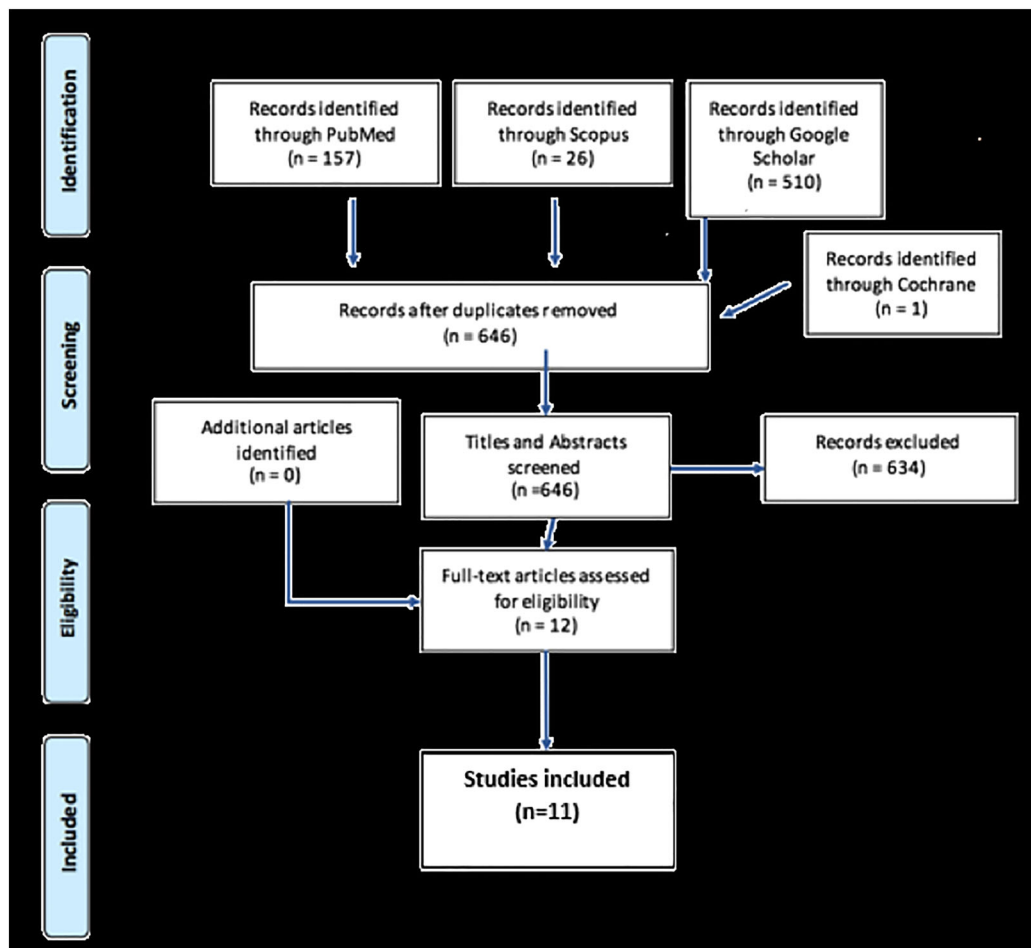 Identification
Records identified
through PubMed
(n = 157)
Records identified
through Scopus
(n = 26)
Records identified
through Google
Scholar
(n = 510)
Records identified
through Cochrane
(n = 1)
Screening
Records after duplicates removed
(n = 646)
Additional articles
identified
(n = 0)
Titles and Abstracts
screened
(n =646)
Records excluded
(n = 634)
Eligibility
Full-text articles assessed
for eligibility
(n = 12)
Included
Studies included
(n=11)